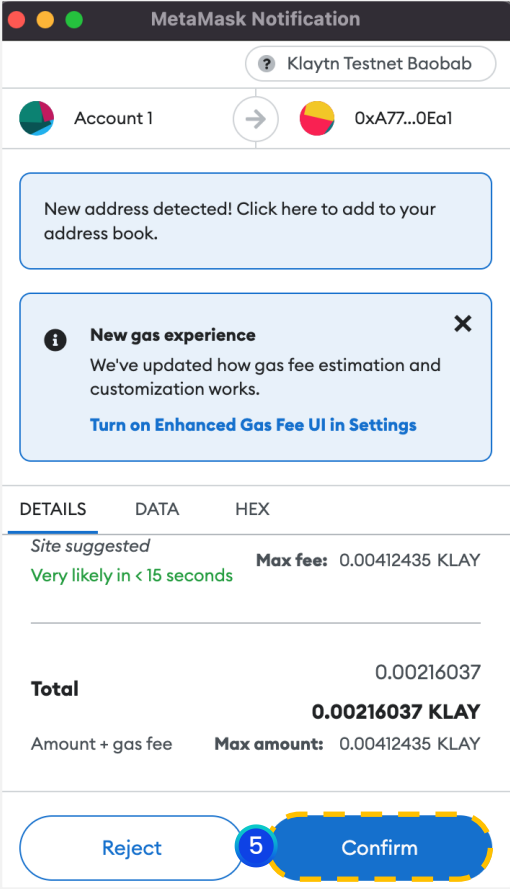 MetaMask Notification
? Klaytn Testnet Baobab
Account 1
0xA77...0Ea1
New address detected! Click here to add to your
address book.
New gas experience
We've updated how gas fee estimation and
customization works.
Turn on Enhanced Gas Fee UI in Settings
DETAILS DATA HEX
Site suggested
Max fee: 0.00412435 KLAY
Very likely in < 15 seconds
0.00216037
Total
0.00216037 KLAY
Amount + gas fee Max amount: 0.00412435 KLAY
Reject 5 Confirm